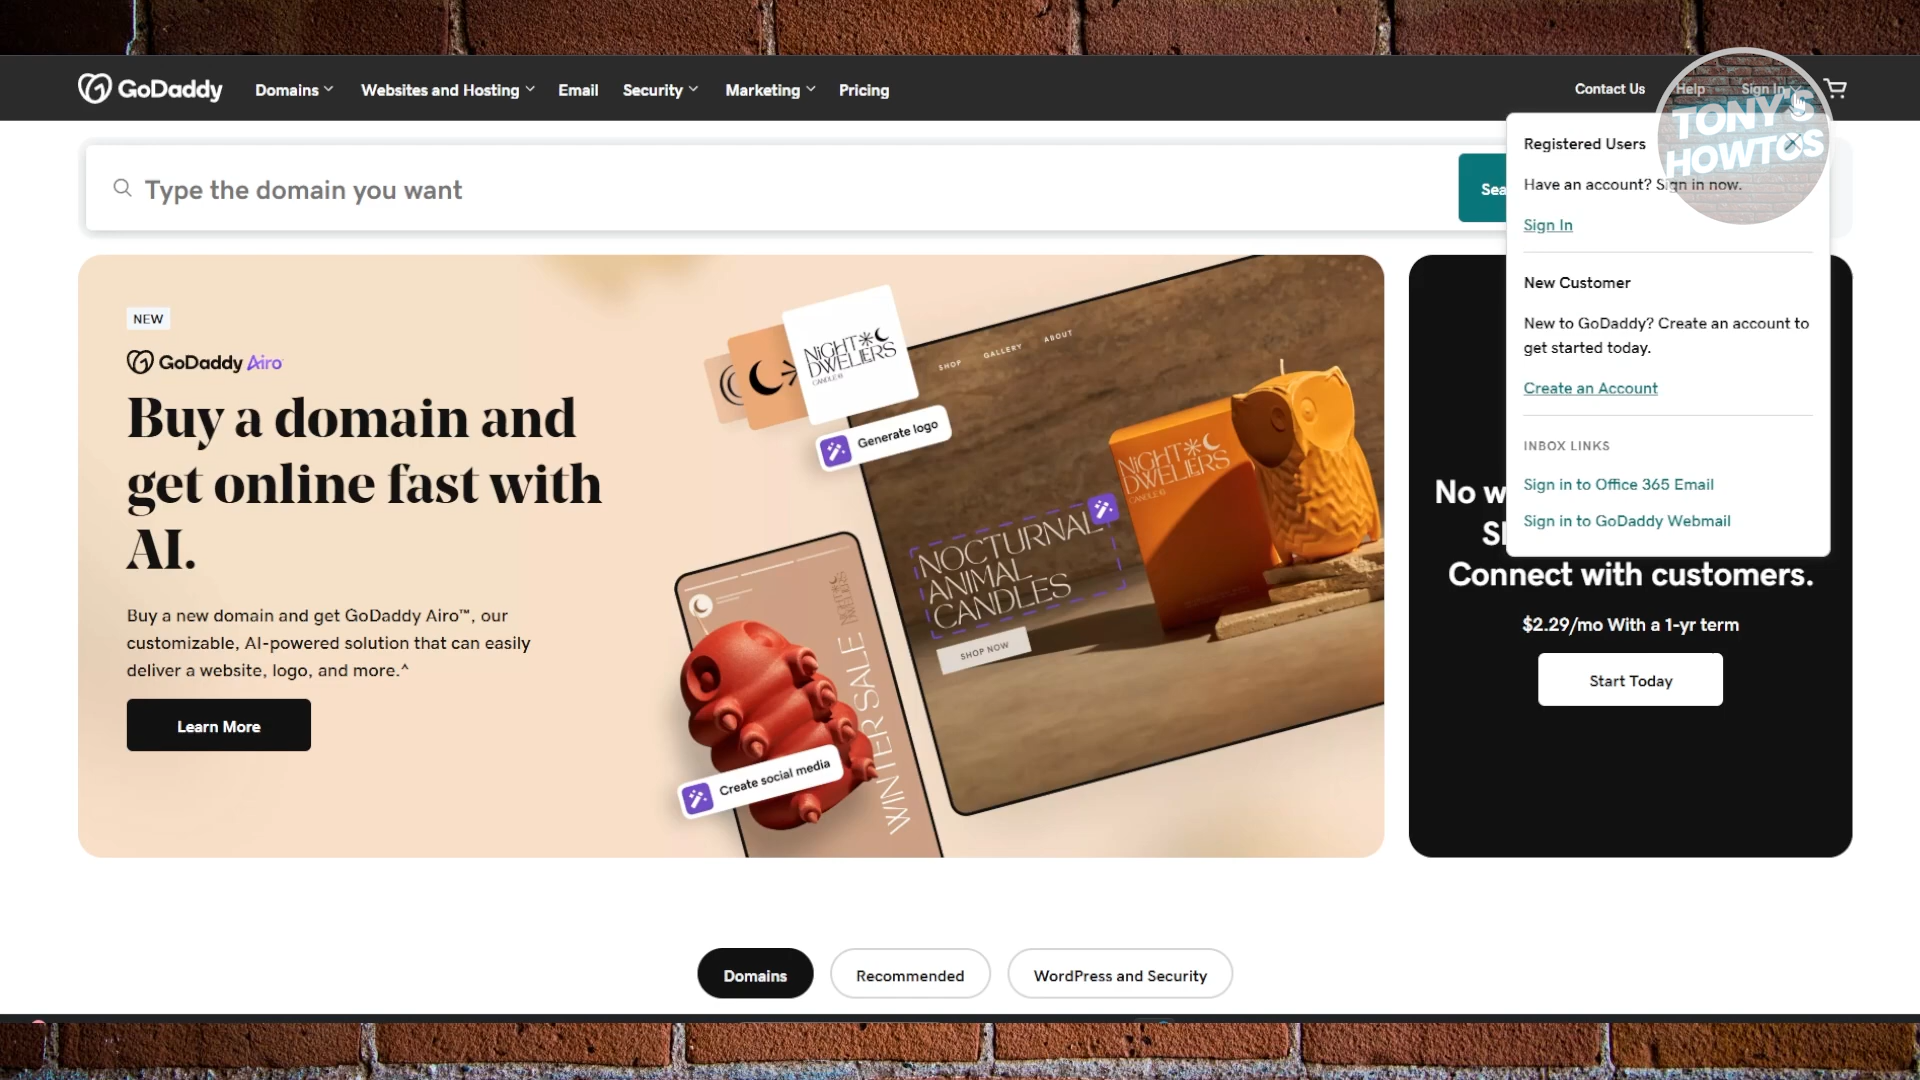 GoDaddy
Domains
Websites and Hosting
Email
Security
Marketing
Pricing
Contact Us
Help
Sign In
TONY'S
HOWTOS
Type the domain you want
Sea
Registered Users
Have an account? Sign in now.
Sign In
New Customer
New to GoDaddy? Create an account to
get started today.
Create an Account
INBOX LINKS
Sign in to Office 365 Email
Sign in to GoDaddy Webmail
NEW
GoDaddy Airo
Buy a domain and
get online fast with
AI.
Buy a new domain and get GoDaddy Airo™, our
customizable, AI-powered solution that can easily
deliver a website, logo, and more.^
Learn More
NiGHT
DWELLERS
CANDLE
Generate logo
SHOP GALLERY ABOUT
NiGHT
DWELLERS
CANDLE
NOCTURNAL
ANIMAL
CANDLES
SHOP NOW
WINTER SALE
Create social media
No w
Connect with customers.
$2.29/mo With a 1-yr term
Start Today
Domains
Recommended
WordPress and Security